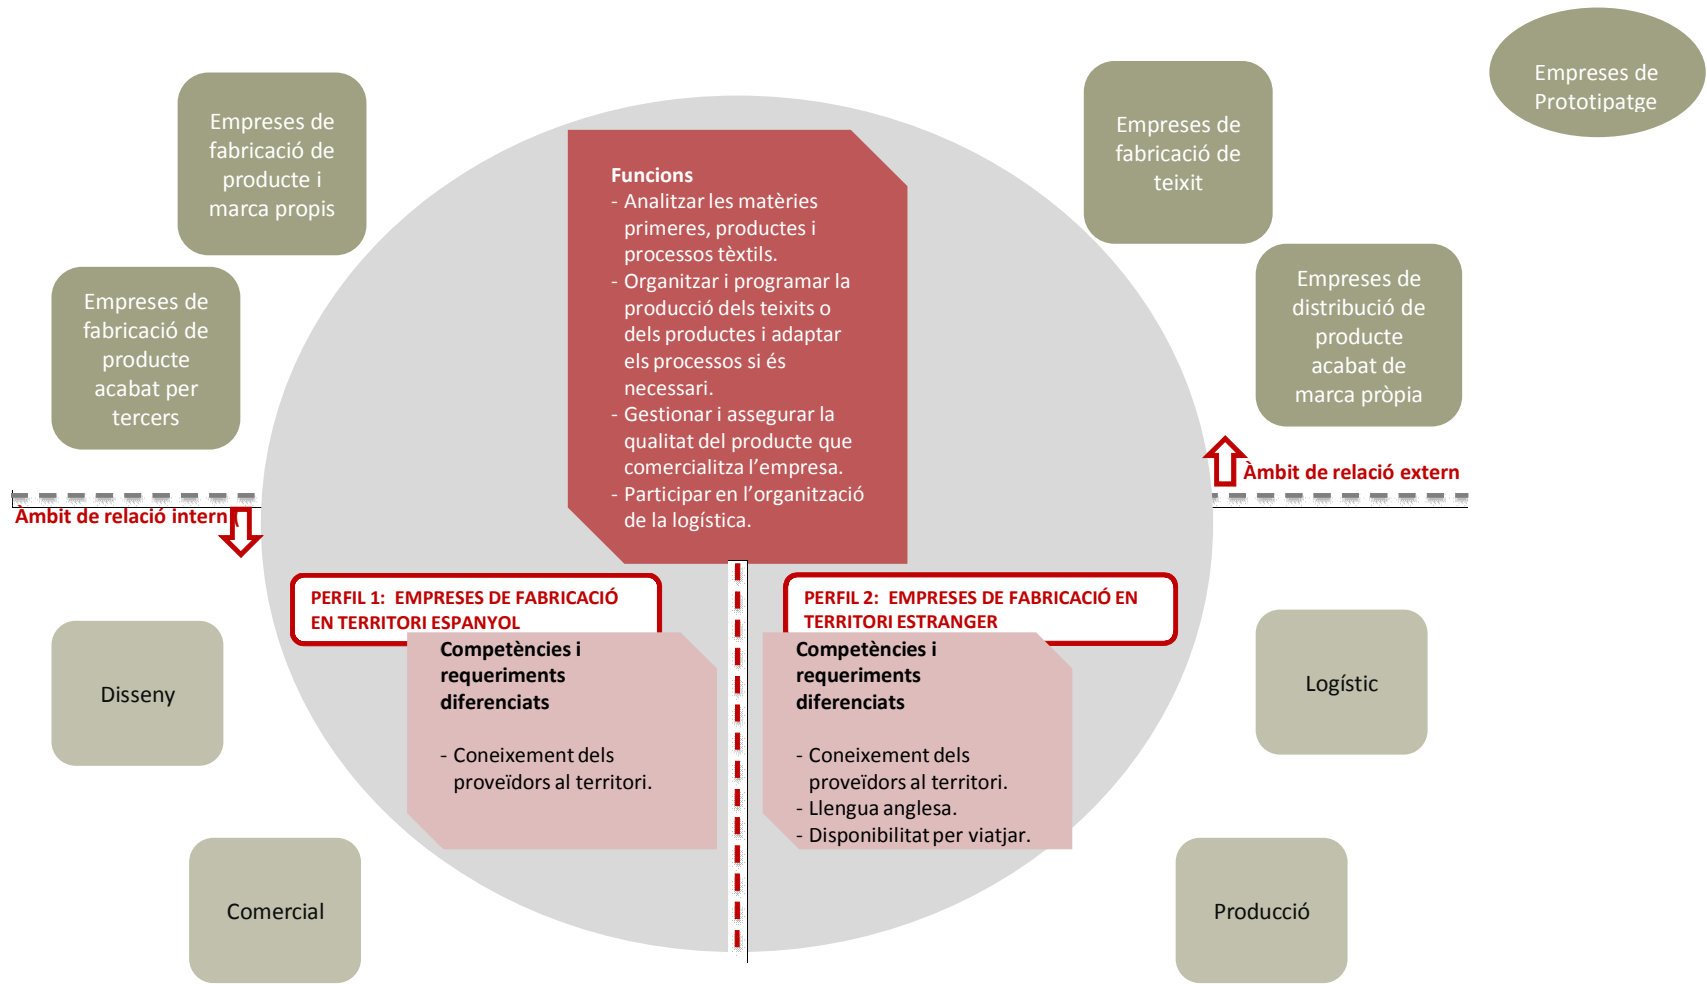 Empreses de
Prototipatge
Empreses de
fabricació de
producte i
marca propis
Empreses de
fabricació de
teixit
Empreses de
fabricació de
producte
acabat per
tercers
Empreses de
distribució de
producte
acabat de
marca pròpia
Funcions
- Analitzar les matèries
primeres, productes i
processos tèxtils.
- Organitzar i programar la
producció dels teixits o
dels productes i adaptar
els processos si és
necessari.
- Gestionar i assegurar la
qualitat del producte que
comercialitza l’empresa.
- Participar en l’organització
de la logística.
Àmbit de relació extern
Àmbit de relació intern (
PERFIL 1: EMPRESES DE FABRICACIÓ
EN TERRITORI ESPANYOL
Competències i
requeriments
diferenciats
- Coneixement dels
proveïdors al territori.
PERFIL 2: EMPRESES DE FABRICACIÓ EN
TERRITORI ESTRANGER
Competències i
requeriments
diferenciats
- Coneixement dels
proveïdors al territori.
- Llengua anglesa.
- Disponibilitat per viatjar.
Disseny
Logístic
Comercial
Producció